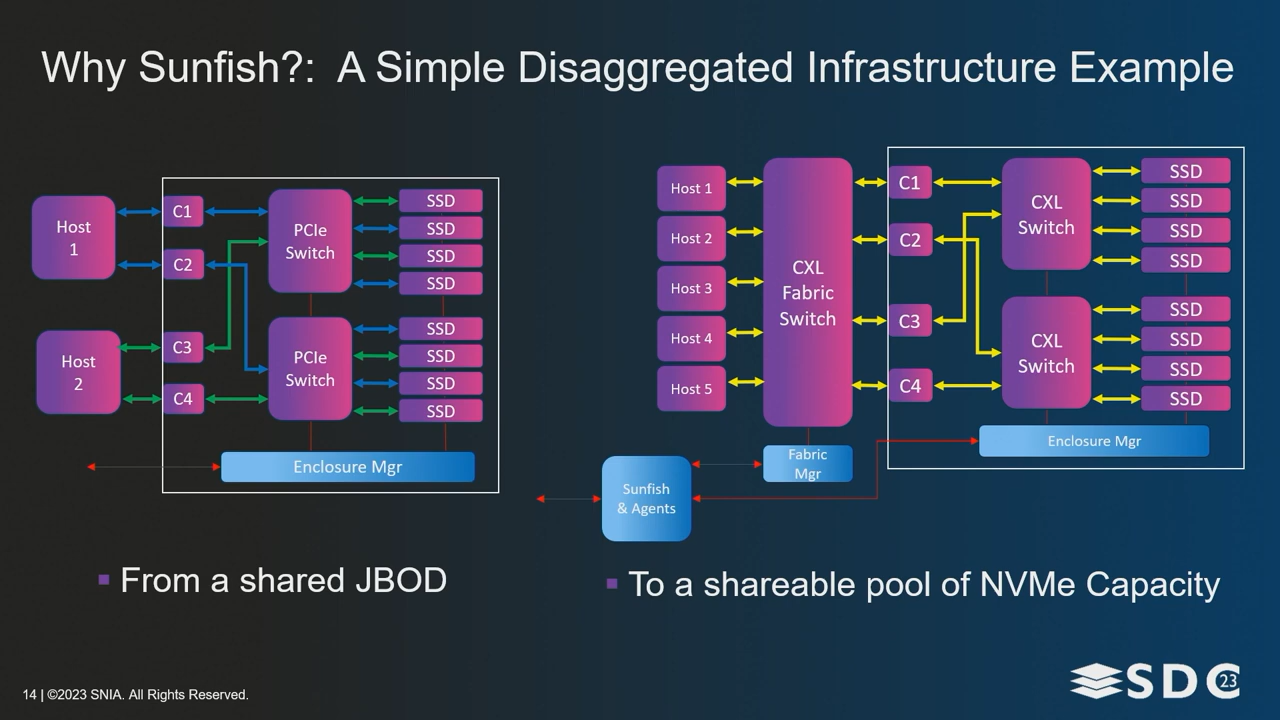 Why Sunfish?: A Simple Disaggregated Infrastructure Example
Host
1
Host
2
C1
C2
C3
C4
PCIe
Switch
PCIe
Switch
SSD
SSD
SSD
SSD
SSD
SSD
SSD
SSD
Enclosure Mgr
From a shared JBOD
Host 1
Host 2
Host 3
Host 4
Host 5
CXL
Fabric
Switch
Fabric
Mgr
Sunfish
& Agents
C1
C2
C3
C4
CXL
Switch
CXL
Switch
SSD
SSD
SSD
SSD
SSD
SSD
SSD
SSD
Enclosure Mgr
To a shareable pool of NVMe Capacity
14 | ©2023 SNIA. All Rights Reserved.
SDC 23